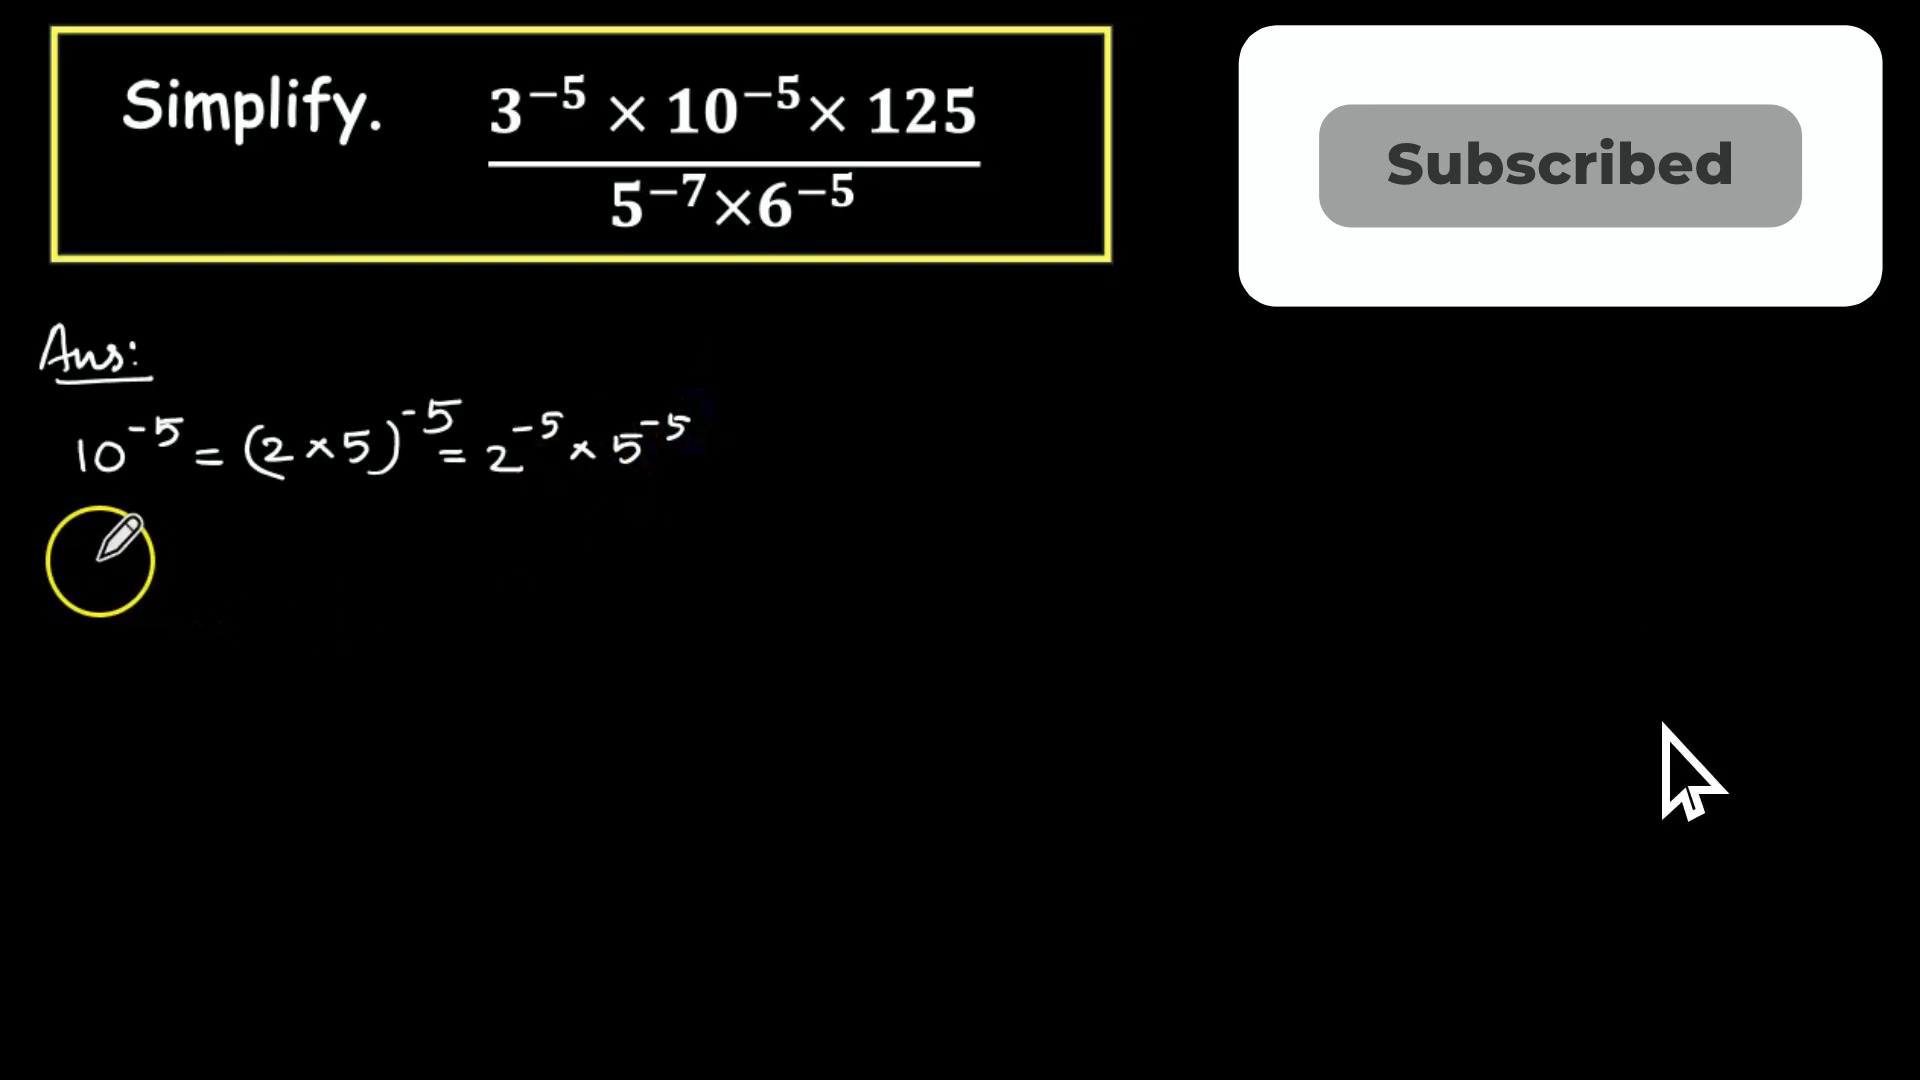 Simplify. 3⁻⁵ × 10⁻⁵ × 125
5⁻⁷ × 6⁻⁵
Subscribed
Ans:
10⁻⁵ = (2 × 5)⁻⁵ = 2⁻⁵ × 5⁻⁵